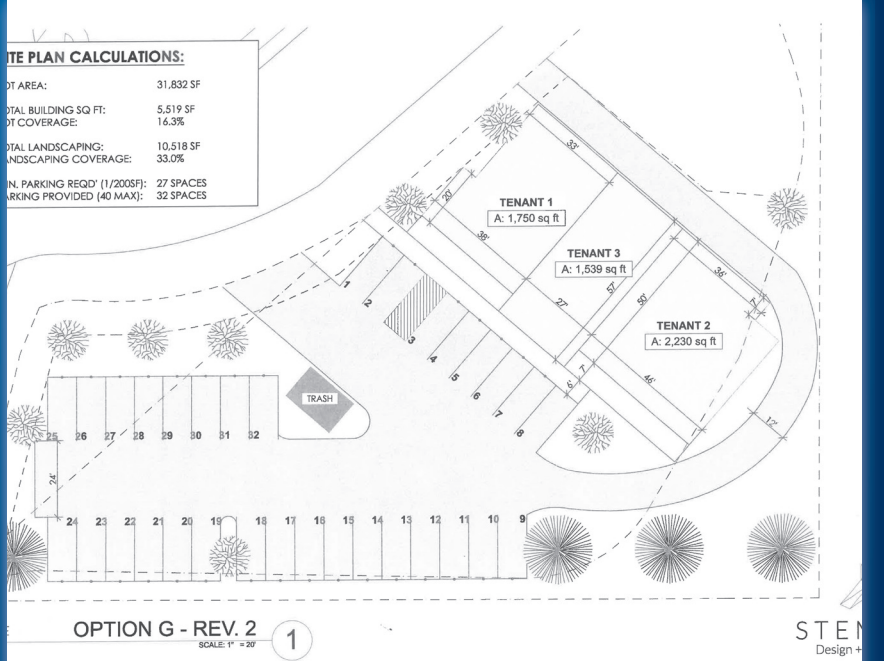 ITE PLAN CALCULATIONS:
OT AREA: 31,832 SF
OTAL BUILDING SQ FT: 5,519 SF
OT COVERAGE: 16.3%
OTAL LANDSCAPING: 10,518 SF
ANDSCAPING COVERAGE: 33.0%
IN. PARKING REQD' (1/200SF): 27 SPACES
ARKING PROVIDED (40 MAX): 32 SPACES
33'
20'
TENANT 1
A: 1,750 sq ft
38'
TENANT 3
A: 1,539 sq ft
36'
57'
50'
27'
7'
TENANT 2
A: 2,230 sq ft
46'
7'
6'
12'
1
2
3
4
5
6
7
8
TRASH
25 26 27 28 29 30 31 32
24'
24 23 22 21 20 19 18 17 16 15 14 13 12 11 10 9
OPTION G - REV. 2
SCALE: 1" = 20'
1
STE
Design +